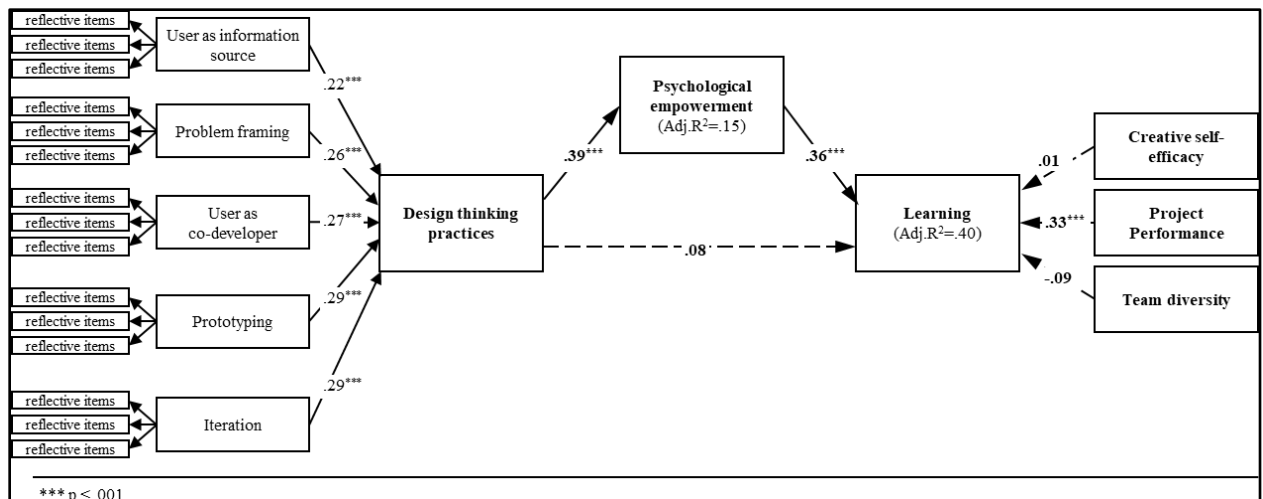 reflective items
reflective items
reflective items
User as information
source
.22***
reflective items
reflective items
reflective items
Problem framing
.26***
reflective items
reflective items
reflective items
User as
co-developer
.27***
reflective items
reflective items
reflective items
Prototyping
.29***
reflective items
reflective items
reflective items
Iteration
.29***
Design thinking
practices
.39***
Psychological
empowerment
(Adj.R²=.15)
.36***
.08
Learning
(Adj.R²=.40)
.01
Creative self-
efficacy
.33***
Project
Performance
-.09
Team diversity
*** p ≤ .001